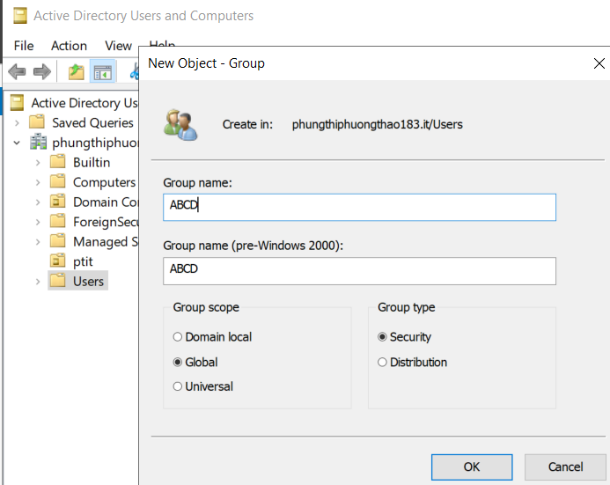 Active Directory Users and Computers
File Action View Help
New Object - Group
Active Directory Us
Saved Queries
phungthiphuon
Builtin
Computers
Domain Co
ForeignSecu
Managed S
ptit
Users
Create in: phungthiphuongthao183.it/Users
Group name:
ABCD
Group name (pre-Windows 2000):
ABCD
Group scope
Domain local
Global
Universal
Group type
Security
Distribution
OK
Cancel